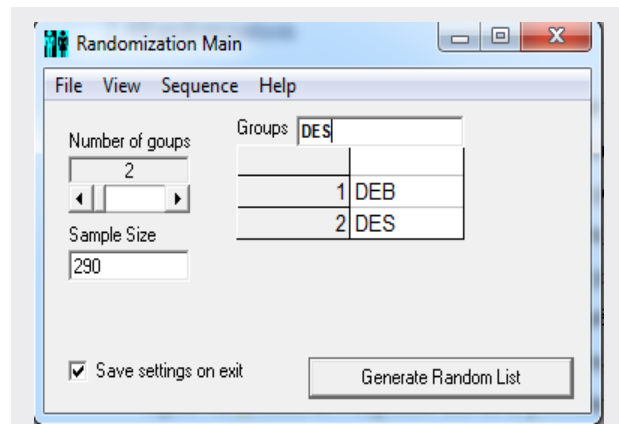 Randomization Main
File View Sequence Help
Number of goups
2
Sample Size
290
Groups DES
1 DEB
2 DES
Save settings on exit
Generate Random List